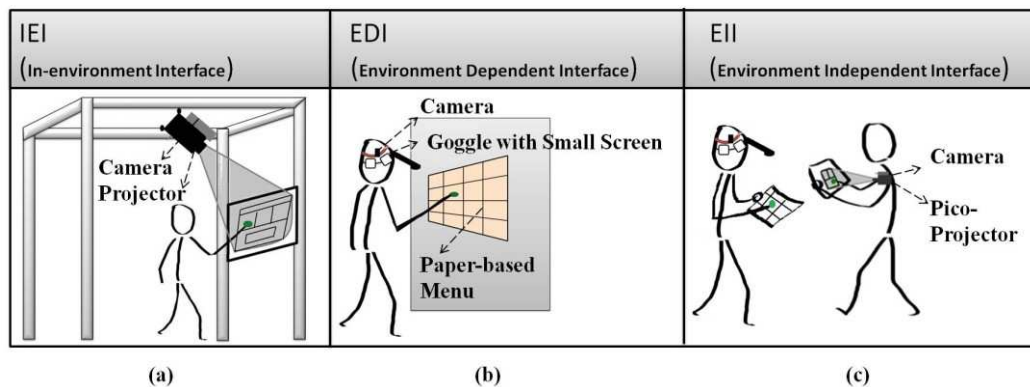 IEI
(In-environment Interface)
EDI
(Environment Dependent Interface)
EII
(Environment Independent Interface)
Camera
Projector
Camera
Goggle with Small Screen
Paper-based
Menu
Camera
Pico-
Projector
(a)
(b)
(c)